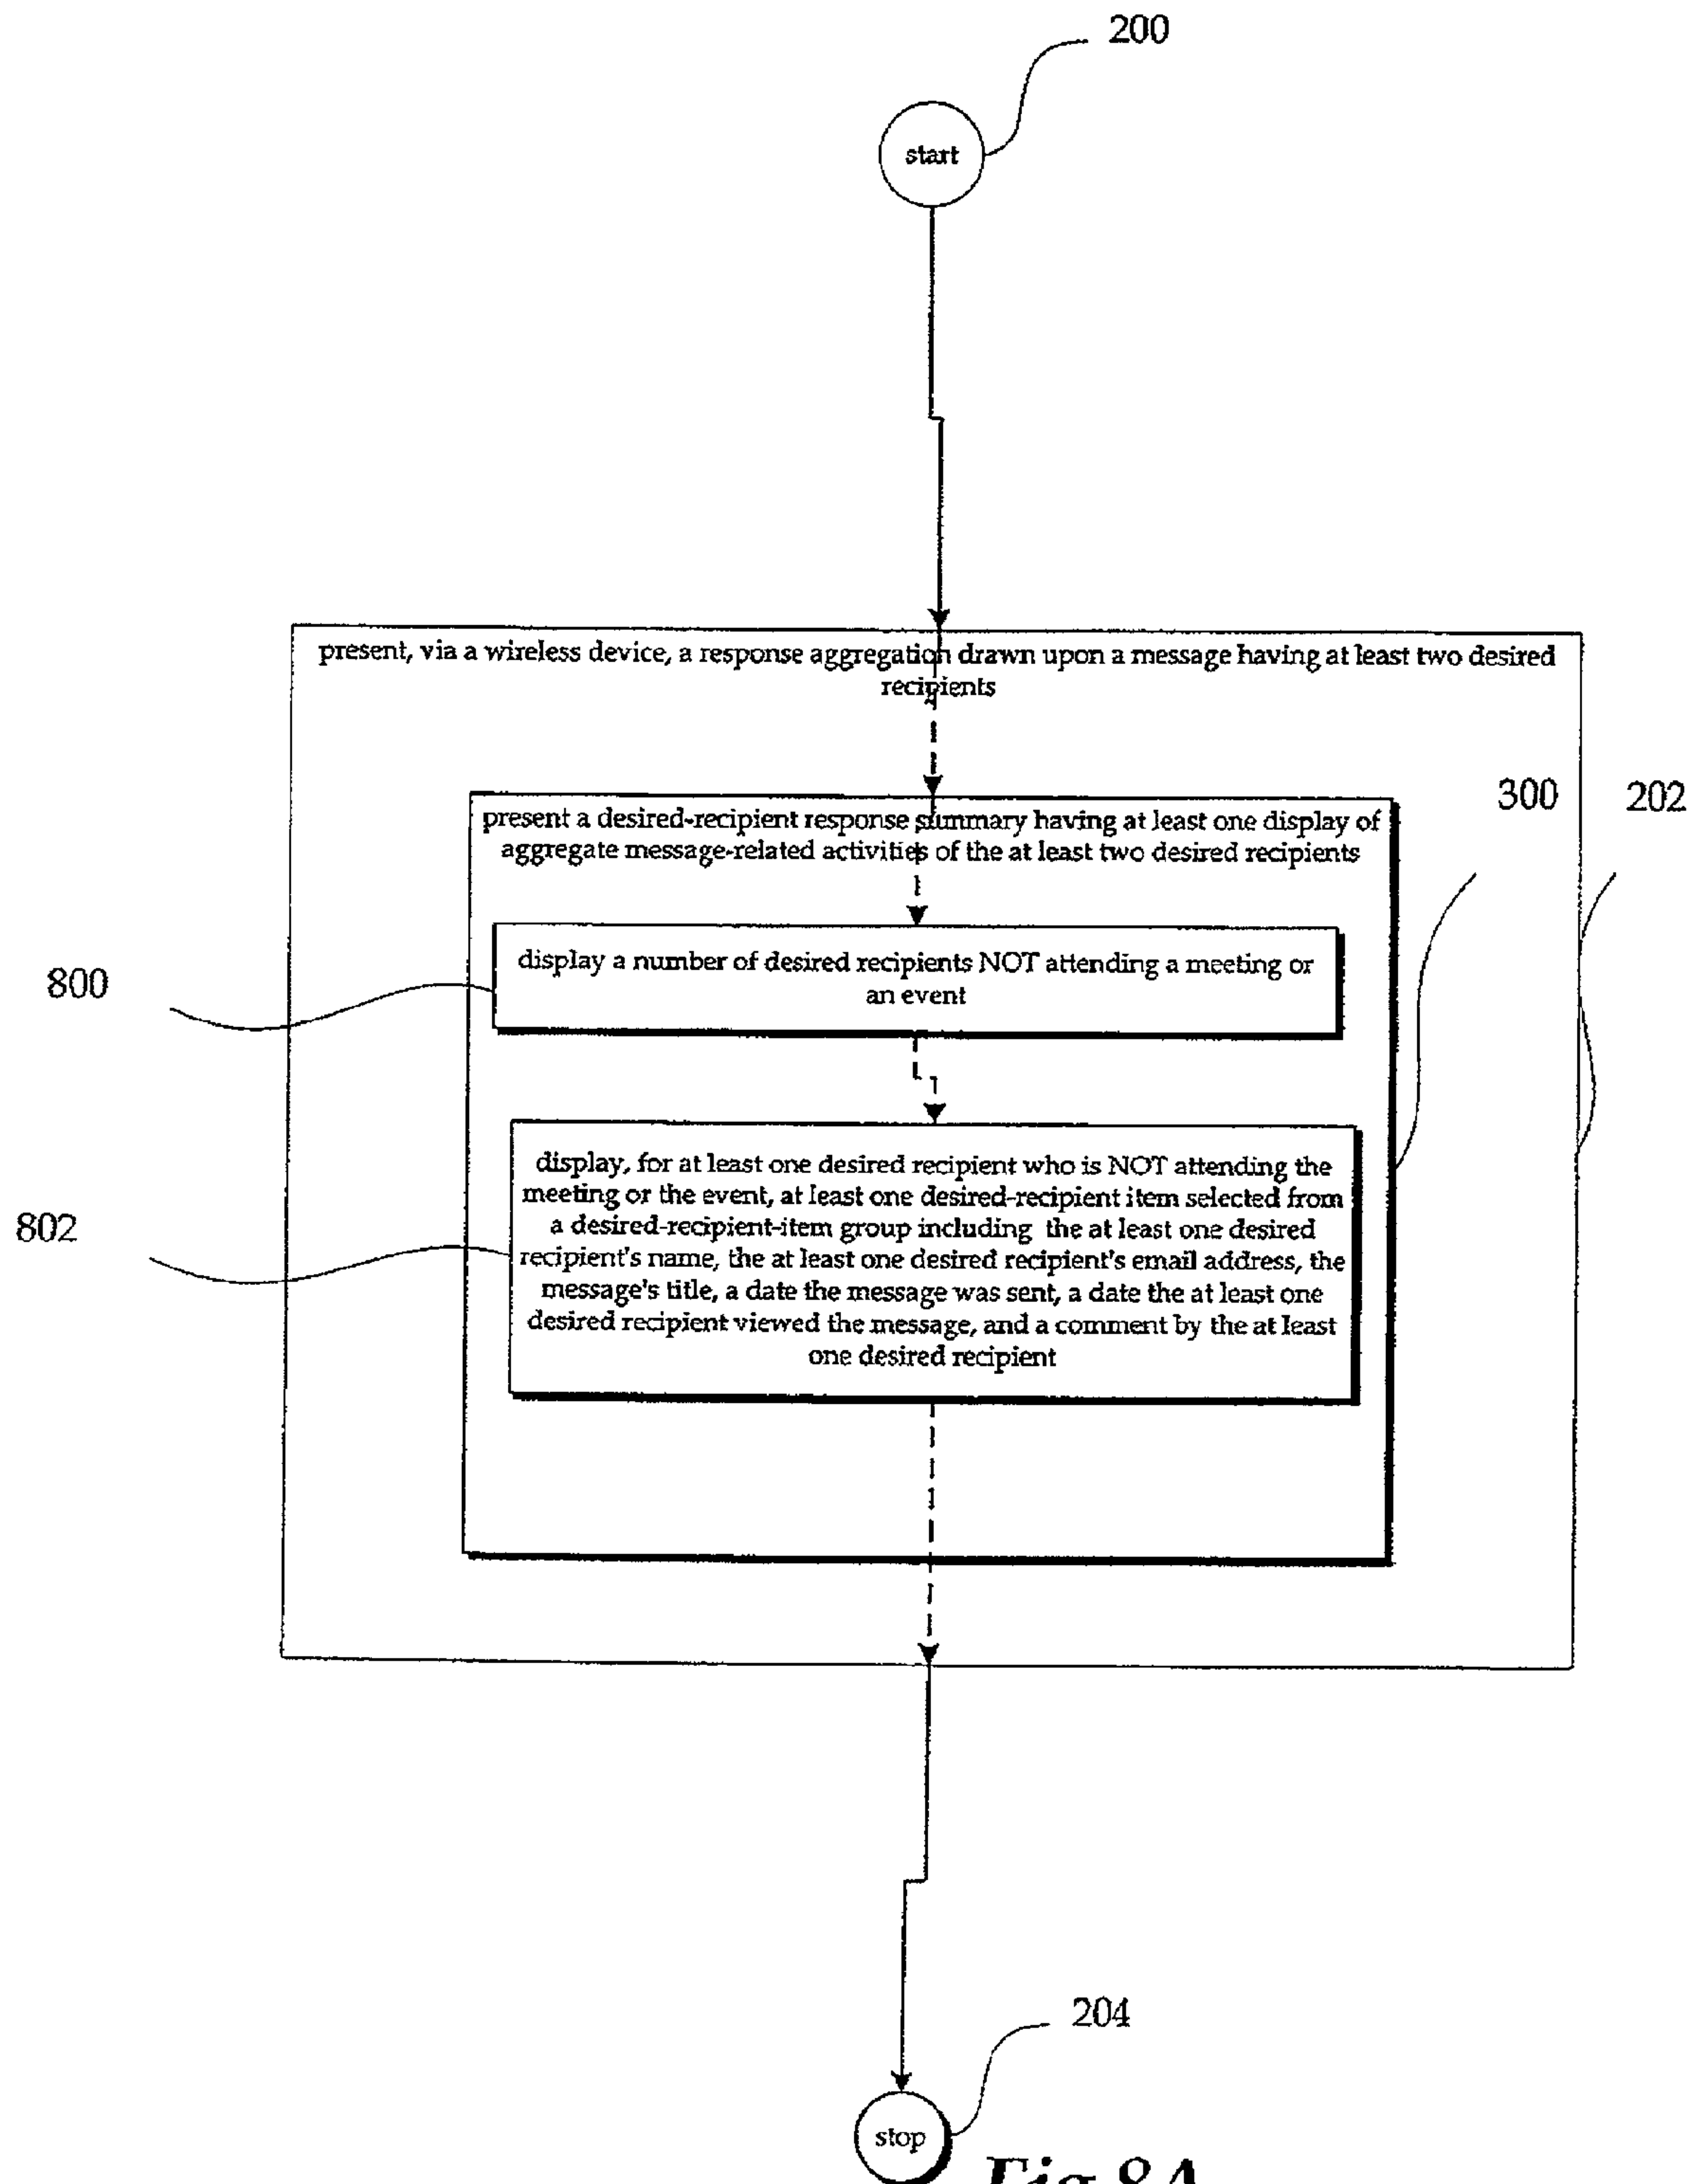 200
start
present, via a wireless device, a response aggregation drawn upon a message having at least two desired
recipients
300
202
present a desired-recipient response summary having at least one display of
aggregate message-related activities of the at least two desired recipients
800
display a number of desired recipients NOT attending a meeting or
an event
802
display, for at least one desired recipient who is NOT attending the
meeting or the event, at least one desired-recipient item selected from
a desired-recipient-item group including the at least one desired
recipient's name, the at least one desired recipient's email address, the
message's title, a date the message was sent, a date the at least one
desired recipient viewed the message, and a comment by the at least
one desired recipient
204
stop
Fig.8A